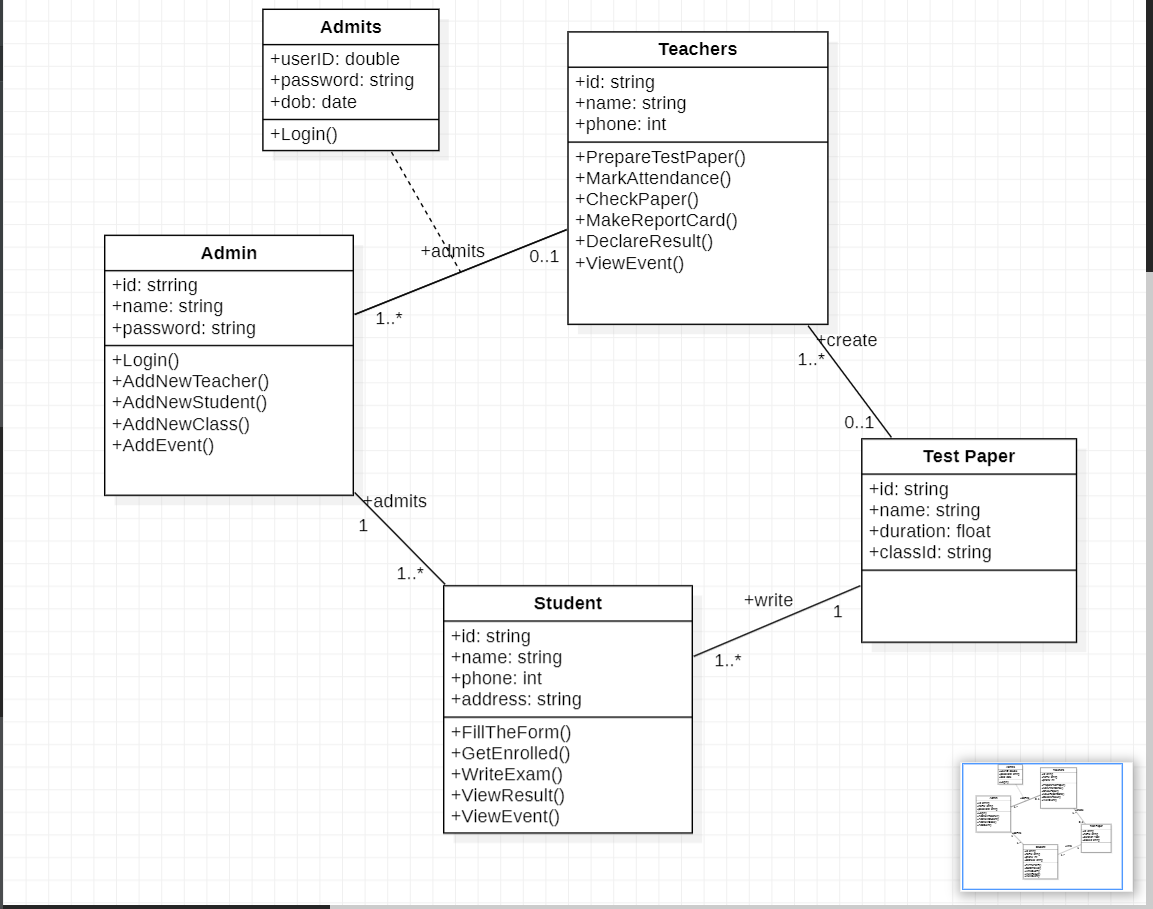 Admits
+userID: double
+password: string
+dob: date
+Login()
Teachers
+id: string
+name: string
+phone: int
+PrepareTestPaper()
+MarkAttendance()
+CheckPaper()
+MakeReportCard()
+DeclareResult()
+ViewEvent()
+admits
0..1
1..*
Admin
+id: strring
+name: string
+password: string
+Login()
+AddNewTeacher()
+AddNewStudent()
+AddNewClass()
+AddEvent()
+create
1..*
0..1
Test Paper
+id: string
+name: string
+duration: float
+classId: string
+admits
1
1..*
Student
+id: string
+name: string
+phone: int
+address: string
+FillTheForm()
+GetEnrolled()
+WriteExam()
+ViewResult()
+ViewEvent()
+write
1
1..*